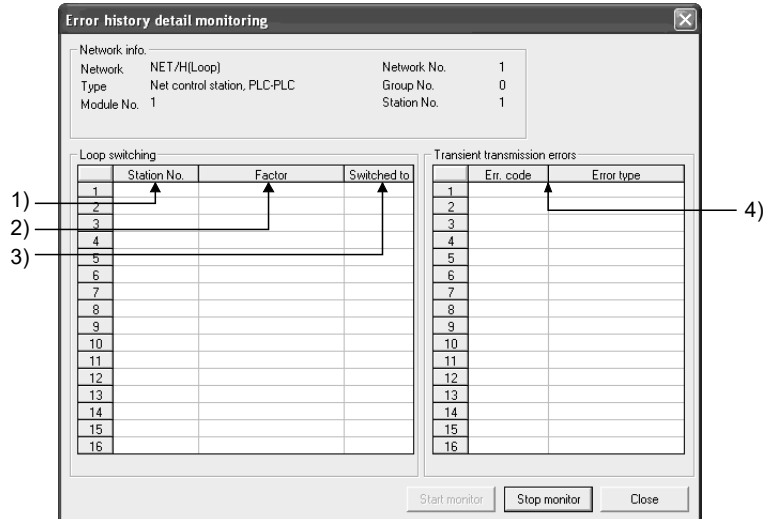 Error history detail monitoring
Network info.
Network NET/H(Loop) Network No. 1
Type Net control station, PLC-PLC Group No. 0
Module No. 1 Station No. 1
Loop switching Transient transmission errors
Station No. Factor Switched to Err. code Error type
1) 1 1
2 2 4)
2) 3 3
4 4
3) 5 5
6 6
7 7
8 8
9 9
10 10
11 11
12 12
13 13
14 14
15 15
16 16
Start monitor Stop monitor Close